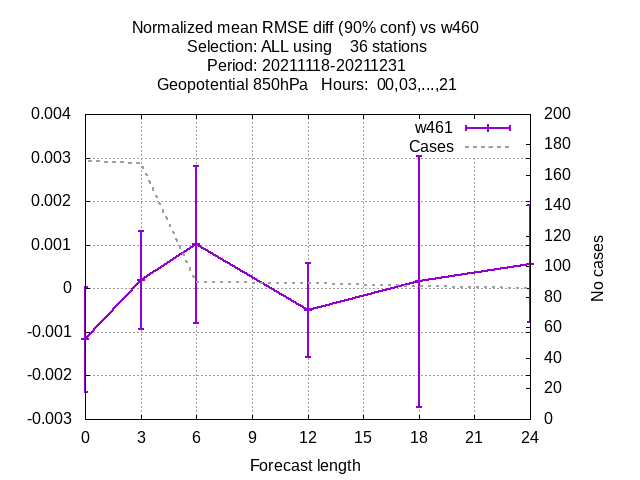 Normalized mean RMSE diff (90% conf) vs w460
Selection: ALL using    36 stations
Period: 20211118-20211231
Geopotential 850hPa   Hours:  00,03,...,21
w461
Cases
0.004
0.003
0.002
0.001
0
-0.001
-0.002
-0.003
200
180
160
140
120
100
80
60
40
20
0
No cases
0 3 6 9 12 15 18 21 24
Forecast length